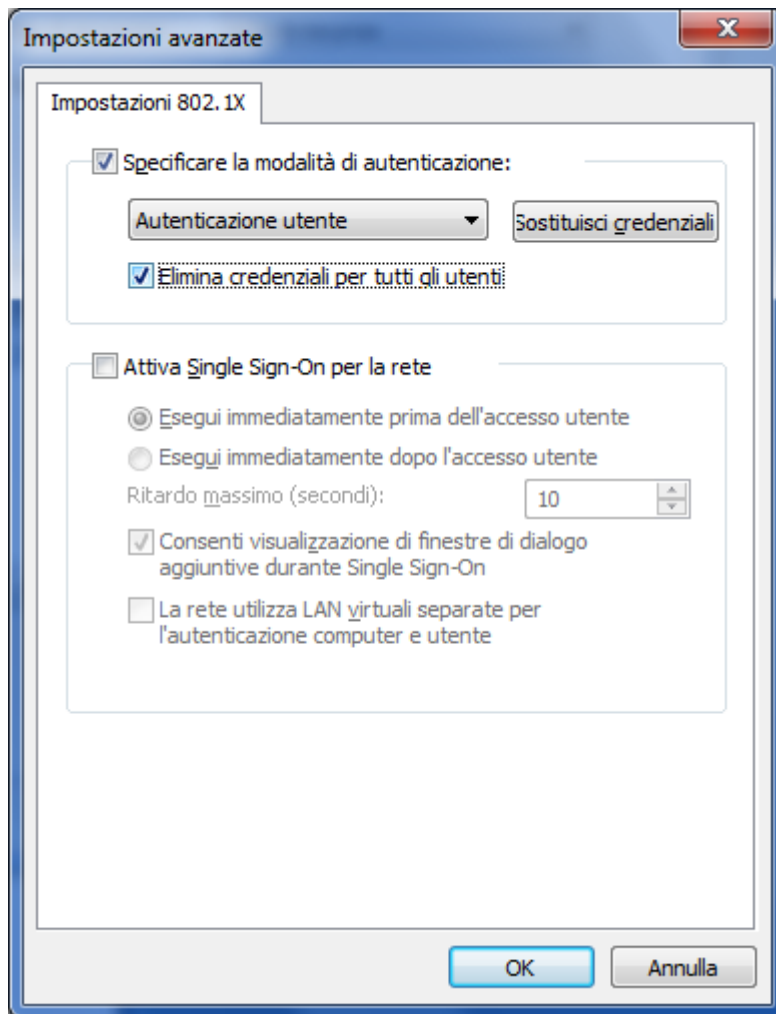 Impostazioni avanzate
Impostazioni 802.1X
Specificare la modalità di autenticazione:
Autenticazione utente
Sostituisci credenziali
Elimina credenziali per tutti gli utenti
Attiva Single Sign-On per la rete
Esegui immediatamente prima dell'accesso utente
Esegui immediatamente dopo l'accesso utente
Ritardo massimo (secondi):
10
Consenti visualizzazione di finestre di dialogo
aggiuntive durante Single Sign-On
La rete utilizza LAN virtuali separate per
l'autenticazione computer e utente
OK
Annulla